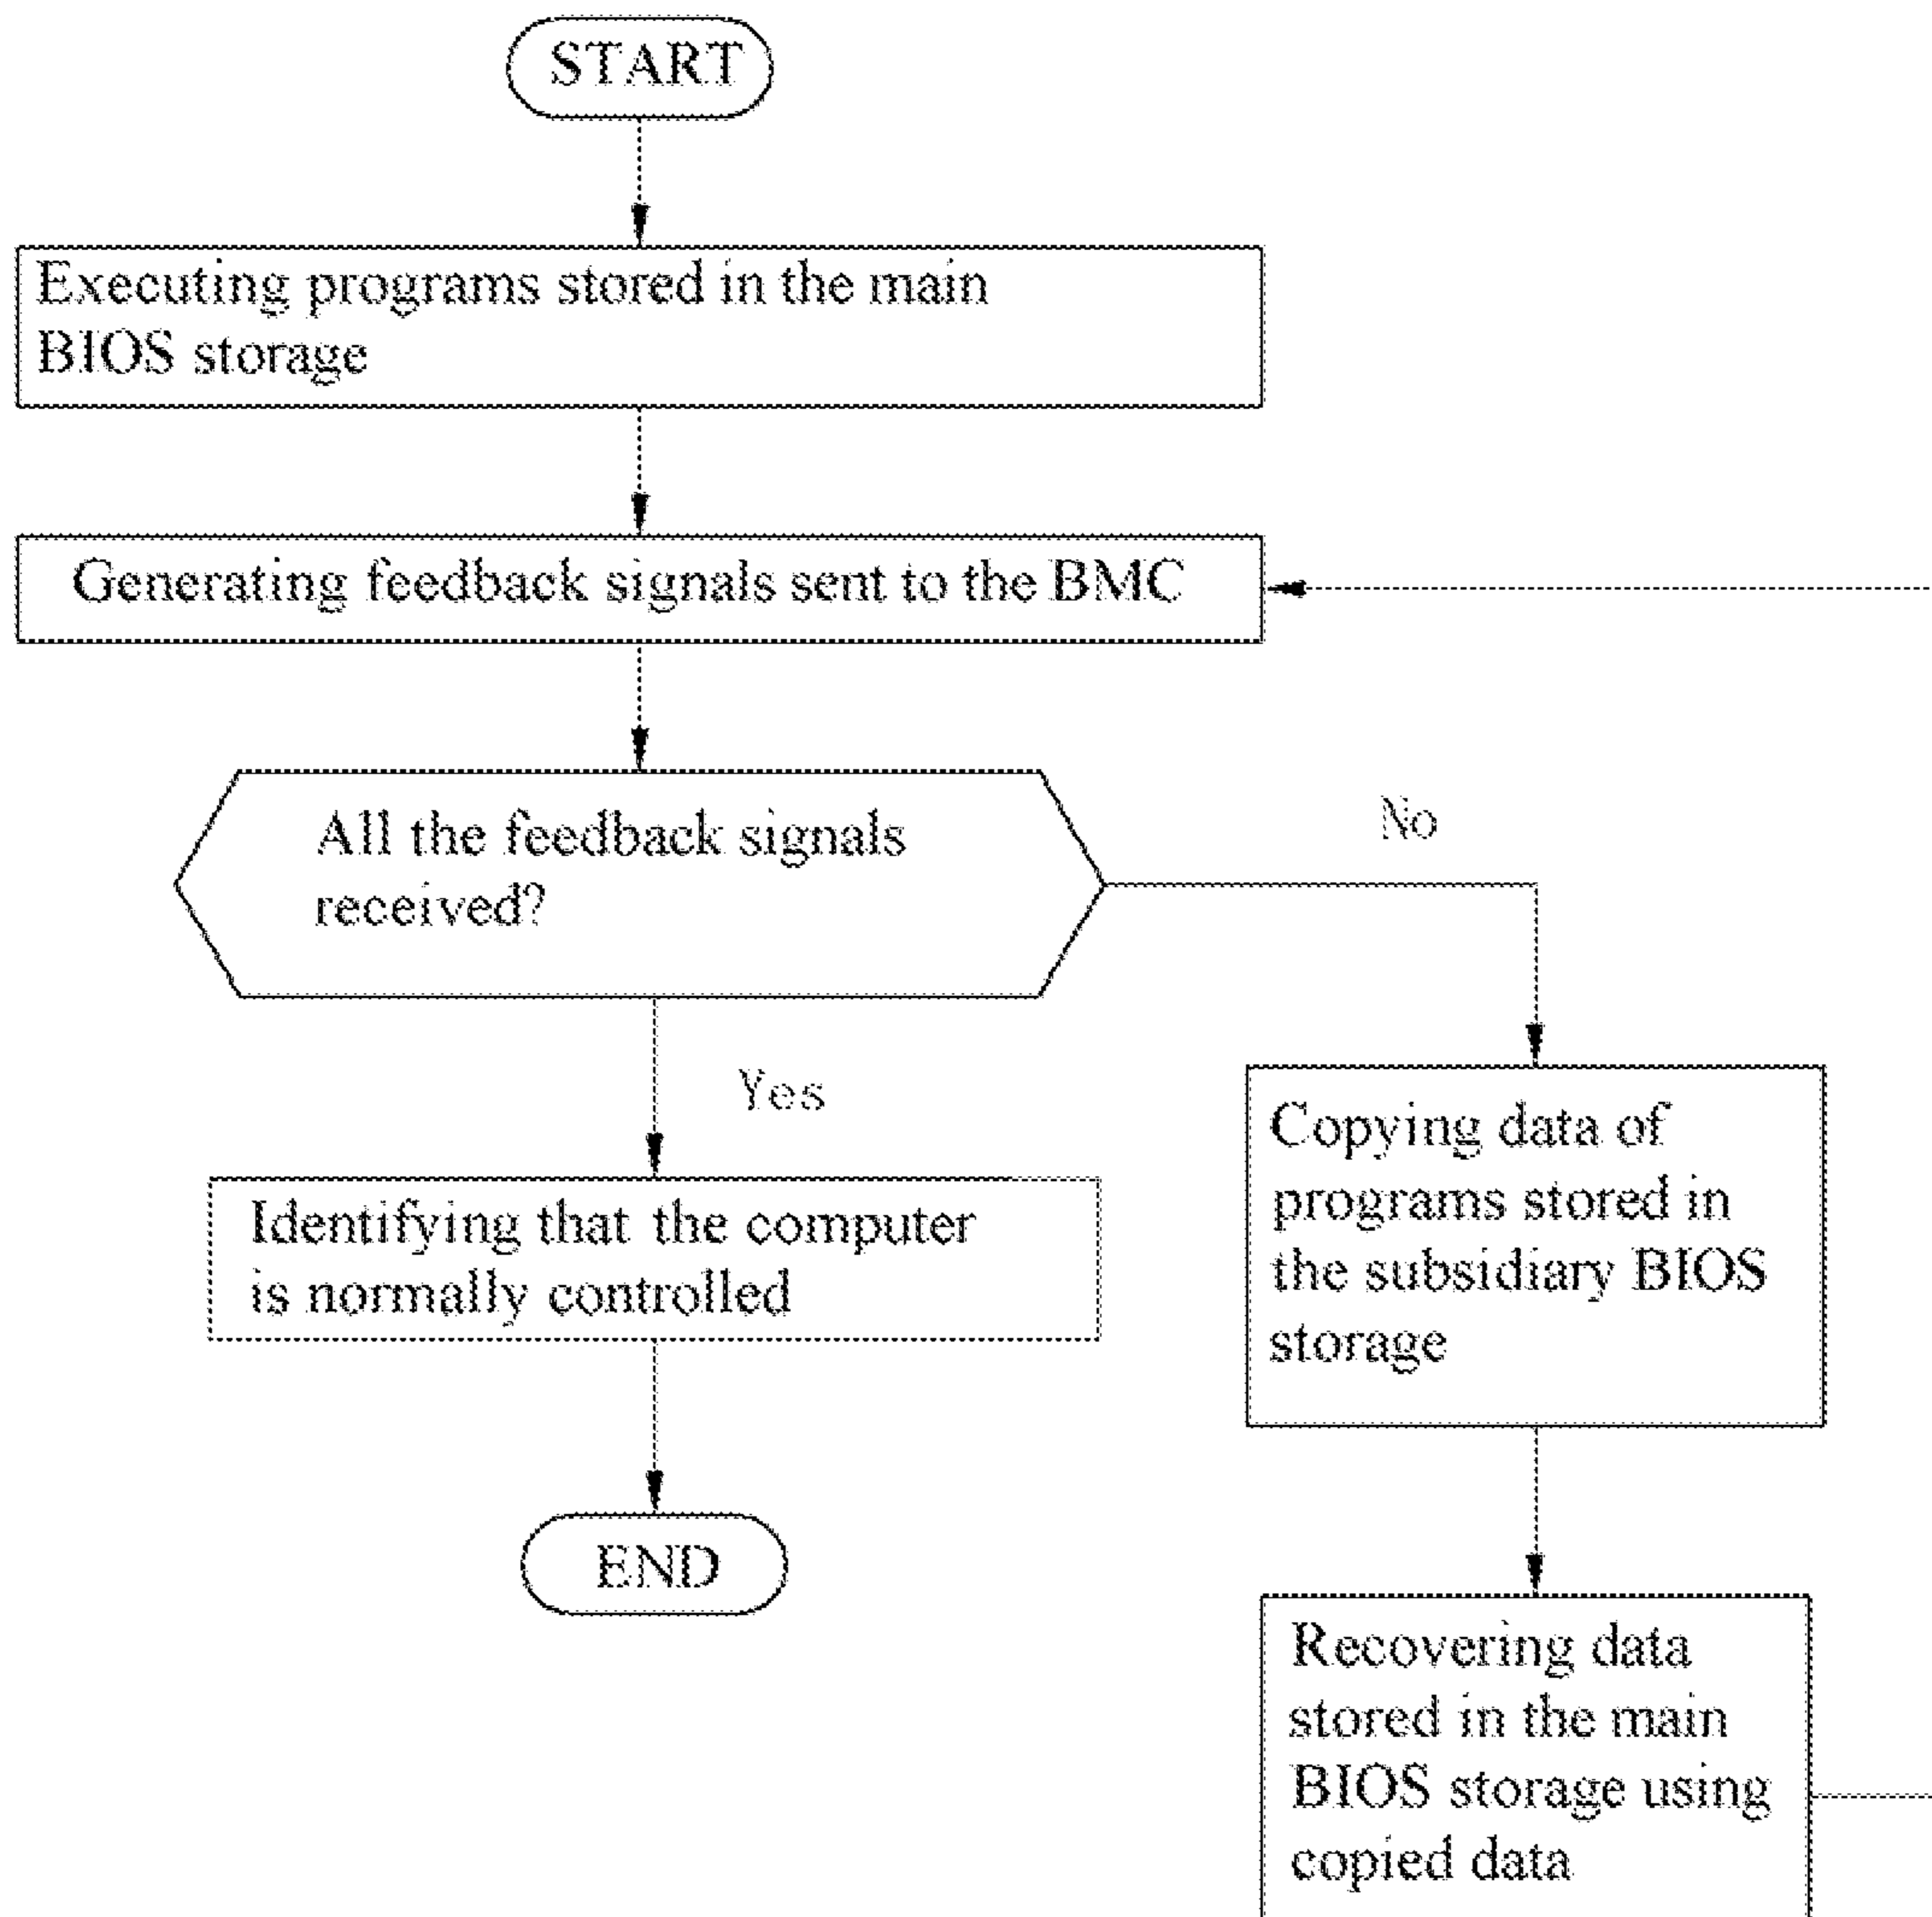 START
Executing programs stored in the main
BIOS storage
Generating feedback signals sent to the BMC
All the feedback signals
received?
No
Yes
Identifying that the computer
is normally controlled
Copying data of
programs stored in
the subsidiary BIOS
storage
END
Recovering data
stored in the main
BIOS storage using
copied data